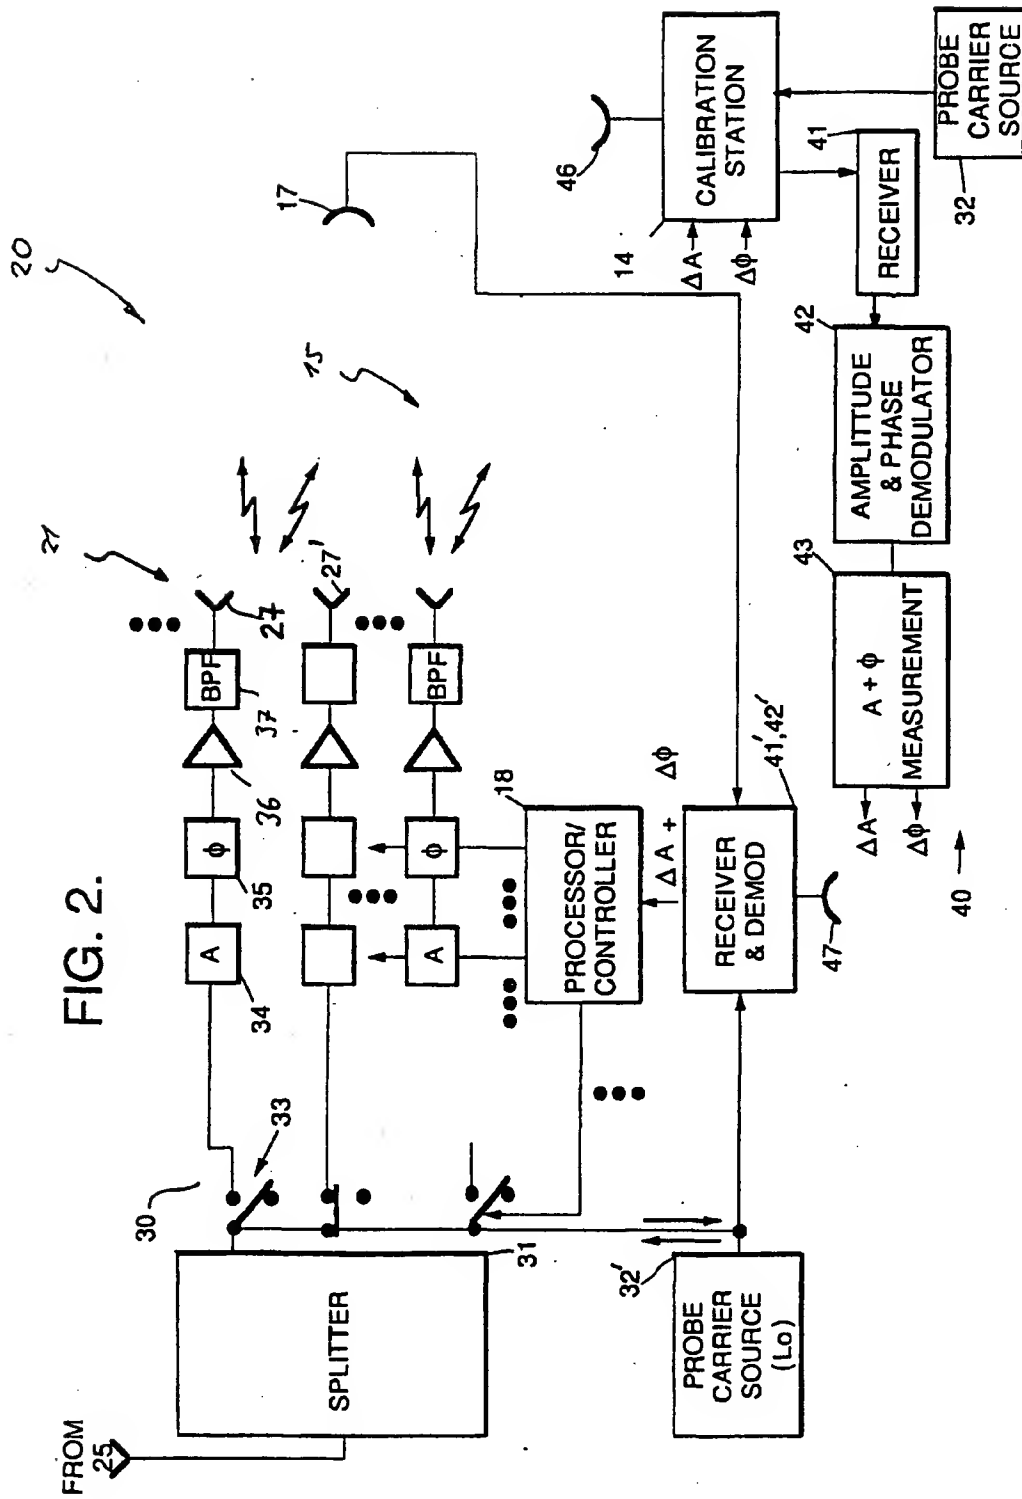 FIG. 2.
20
21
15
17
FROM
25
SPLITTER
31
30
33
A
34
ϕ
35
36
BPF
37
27
27'
A
ϕ
BPF
PROCESSOR/
CONTROLLER
18
ΔA + Δϕ
RECEIVER
& DEMOD
41', 42'
47
PROBE
CARRIER
SOURCE
(Lo)
32'
46
CALIBRATION
STATION
14
ΔA
Δϕ
PROBE
CARRIER
SOURCE
32
RECEIVER
41
AMPLITTUDE
& PHASE
DEMODULATOR
42
A + ϕ
MEASUREMENT
43
ΔA
Δϕ
40